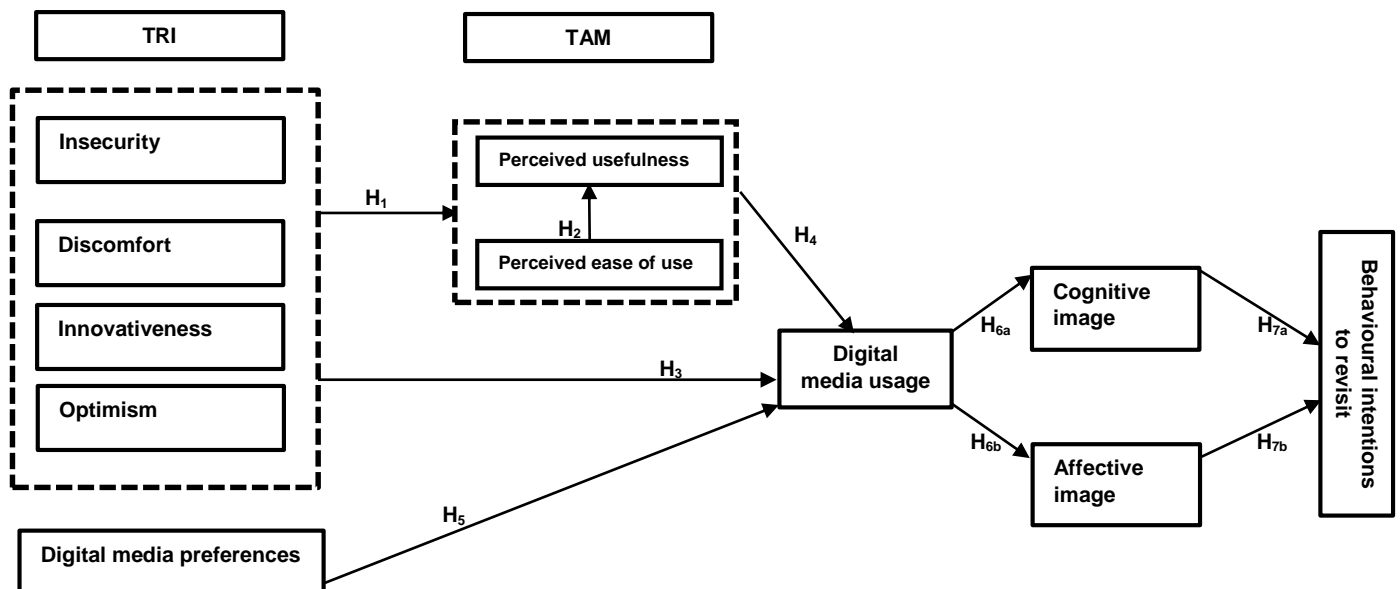 TRI
TAM
Insecurity
Discomfort
Innovativeness
Optimism
Digital media preferences
H1
Perceived usefulness
H2
Perceived ease of use
H3
H4
H5
Digital
media usage
H6a
H6b
Cognitive
image
Affective
image
H7a
H7b
Behavioural intentions
to revisit